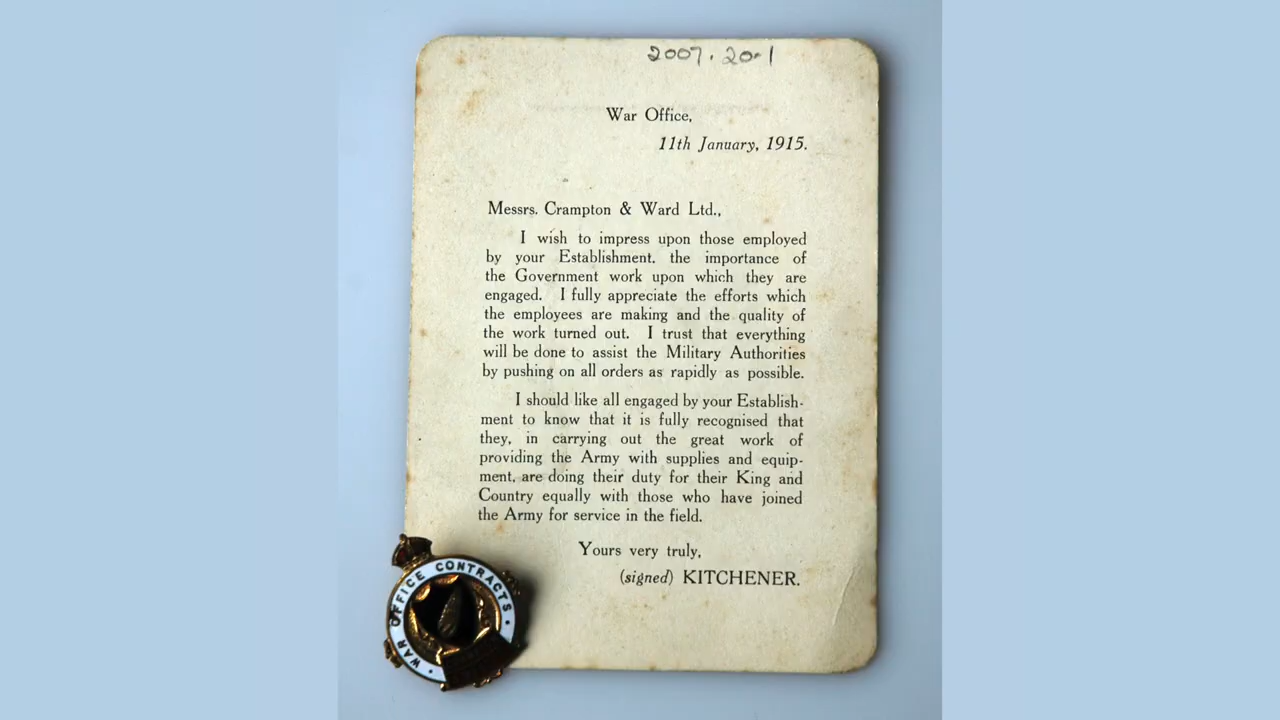 2007.20.1
War Office,
11th January, 1915.
Messrs. Crampton & Ward Ltd.,
I wish to impress upon those employed
by your Establishment. the importance of
the Government work upon which they are
engaged. I fully appreciate the efforts which
the employees are making and the quality of
the work turned out. I trust that everything
will be done to assist the Military Authorities
by pushing on all orders as rapidly as possible.
I should like all engaged by your Establish-
ment to know that it is fully recognised that
they, in carrying out the great work of
providing the Army with supplies and equip-
ment, are doing their duty for their King and
Country equally with those who have joined
the Army for service in the field.
Yours very truly,
(signed) KITCHENER.
· WAR OFFICE CONTRACTS ·